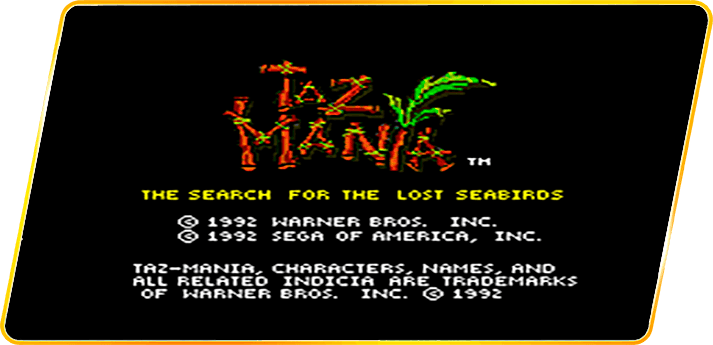 TAZ
MANIA TM
THE SEARCH FOR THE LOST SEABIRDS
© 1992 WARNER BROS. INC.
© 1992 SEGA OF AMERICA, INC.
TAZ-MANIA, CHARACTERS, NAMES, AND
ALL RELATED INDICIA ARE TRADEMARKS
OF WARNER BROS. INC. © 1992